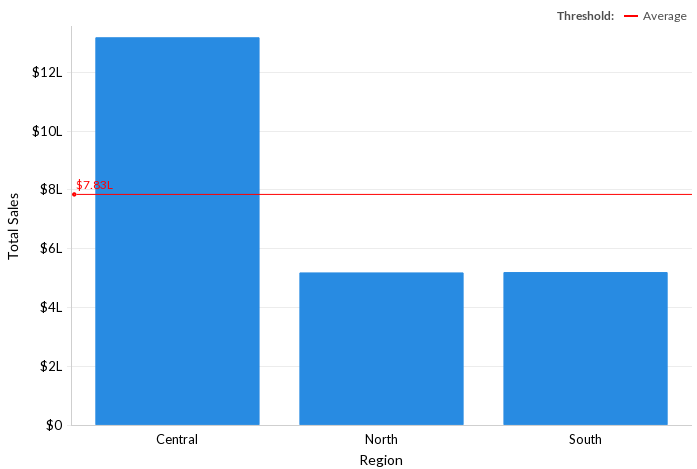 Threshold: Average
$12L
$10L
$8L
$7.83L
$6L
$4L
$2L
$0
Total Sales
Central North South
Region